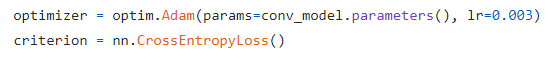 optimizer = optim.Adam(params=conv_model.parameters(), lr=0.003)
criterion = nn.CrossEntropyLoss()